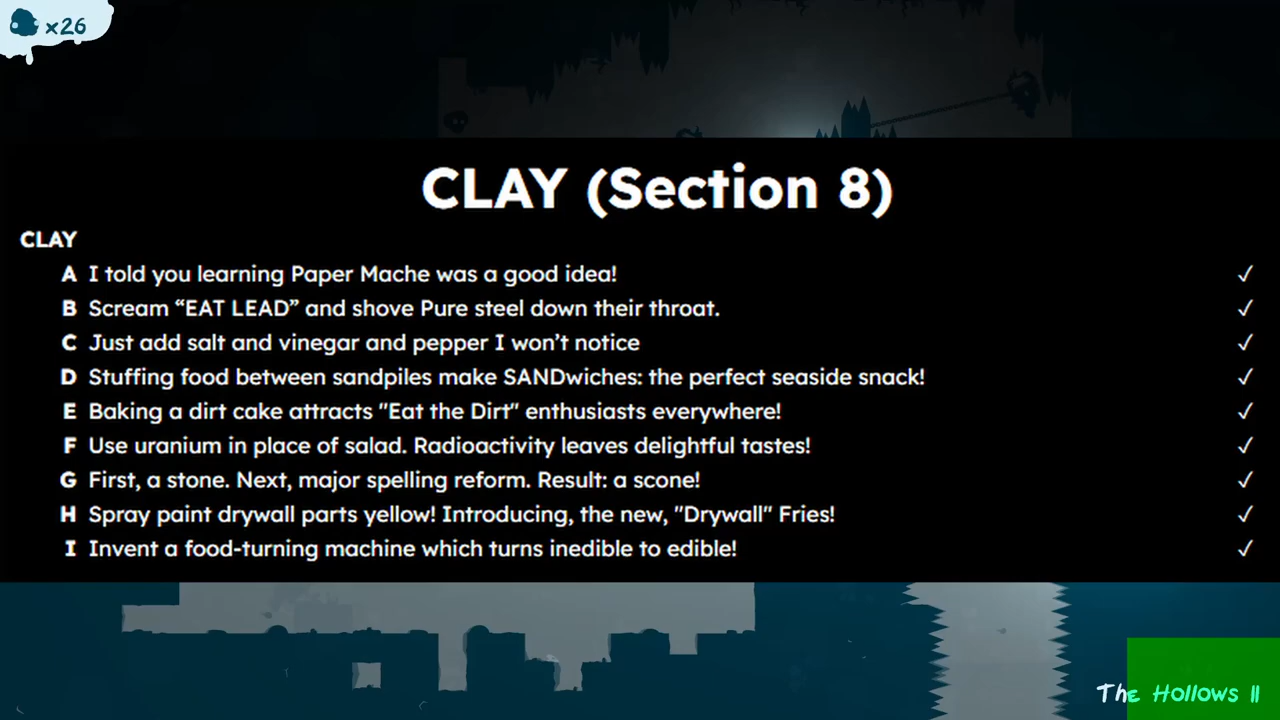 x26
CLAY (Section 8)
CLAY
A I told you learning Paper Mache was a good idea! ✓
B Scream “EAT LEAD” and shove Pure steel down their throat. ✓
C Just add salt and vinegar and pepper I won’t notice ✓
D Stuffing food between sandpiles make SANDwiches: the perfect seaside snack! ✓
E Baking a dirt cake attracts "Eat the Dirt" enthusiasts everywhere! ✓
F Use uranium in place of salad. Radioactivity leaves delightful tastes! ✓
G First, a stone. Next, major spelling reform. Result: a scone! ✓
H Spray paint drywall parts yellow! Introducing, the new, "Drywall" Fries! ✓
I Invent a food-turning machine which turns inedible to edible! ✓
The Hollows II